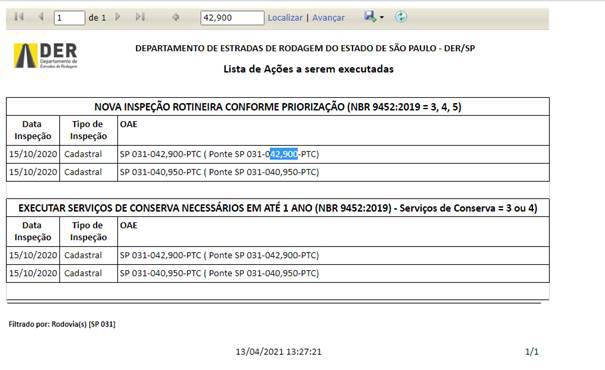 1 de 1 42,900 Localizar | Avançar
DER
Departamento de
Estradas de Rodagem
DEPARTAMENTO DE ESTRADAS DE RODAGEM DO ESTADO DE SÃO PAULO - DER/SP
Lista de Ações a serem executadas
NOVA INSPEÇÃO ROTINEIRA CONFORME PRIORIZAÇÃO (NBR 9452:2019 = 3, 4, 5)
Data Inspeção Tipo de Inspeção OAE
15/10/2020 Cadastral SP 031-042,900-PTC ( Ponte SP 031-042,900-PTC)
15/10/2020 Cadastral SP 031-040,950-PTC ( Ponte SP 031-040,950-PTC)
EXECUTAR SERVIÇOS DE CONSERVA NECESSÁRIOS EM ATÉ 1 ANO (NBR 9452:2019) - Serviços de Conserva = 3 ou 4)
Data Inspeção Tipo de Inspeção OAE
15/10/2020 Cadastral SP 031-042,900-PTC ( Ponte SP 031-042,900-PTC)
15/10/2020 Cadastral SP 031-040,950-PTC ( Ponte SP 031-040,950-PTC)
Filtrado por: Rodovia(s) [SP 031]
13/04/2021 13:27:21 1/1